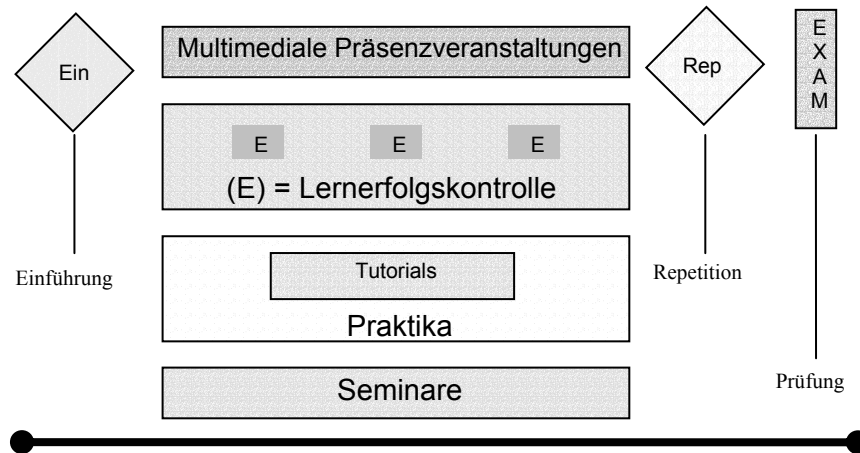 Ein
Multimediale Präsenzveranstaltungen
Rep
E
X
A
M
E
E
E
(E) = Lernerfolgskontrolle
Einführung
Tutorials
Praktika
Repetition
Seminare
Prüfung